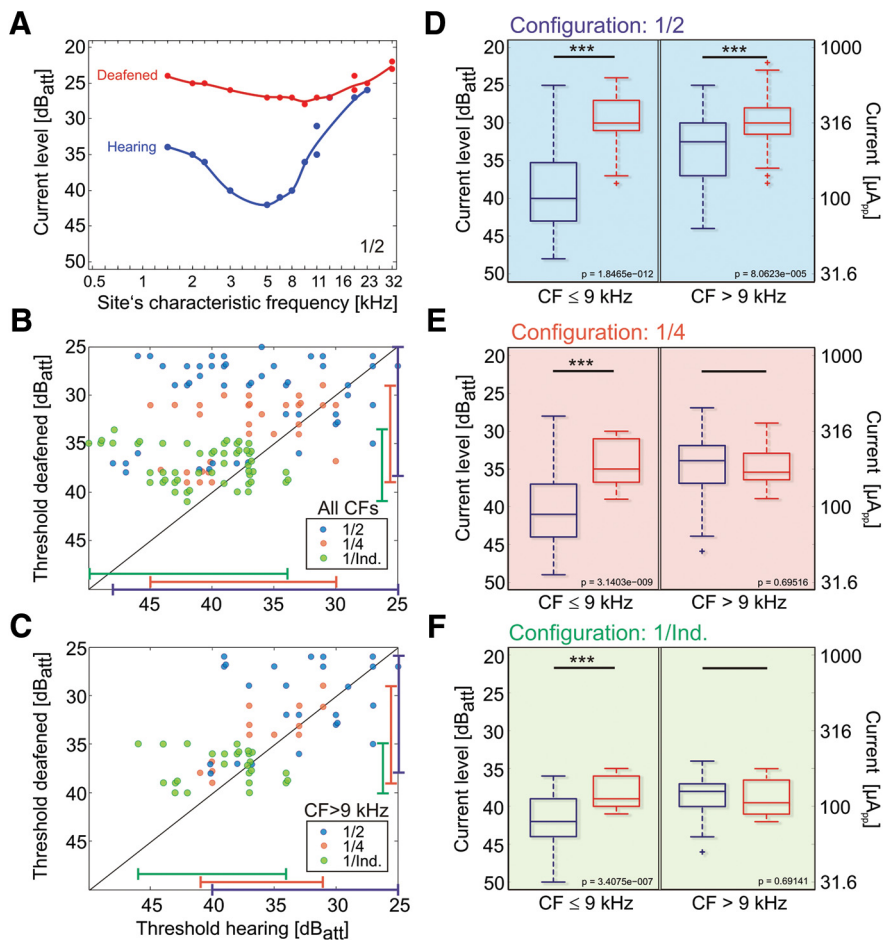 A
Current level [dBatt]
20
25
30
35
40
45
50
Deafened
Hearing
1/2
0.5 1 2 3 5 8 11 16 23 32
Site's characteristic frequency [kHz]
B
Threshold deafened [dBatt]
25
30
35
40
45
All CFs
1/2
1/4
1/Ind.
45 40 35 30 25
C
Threshold deafened [dBatt]
25
30
35
40
45
CF>9 kHz
1/2
1/4
1/Ind.
45 40 35 30 25
Threshold hearing [dBatt]
D
Configuration: 1/2
Current level [dBatt]
20
25
30
35
40
45
50
*** ***
p = 1.8465e-012 p = 8.0623e-005
CF ≤ 9 kHz CF > 9 kHz
1000
316
100
31.6
Current [µApp.]
E
Configuration: 1/4
Current level [dBatt]
20
25
30
35
40
45
50
***
p = 3.1403e-009 p = 0.69516
CF ≤ 9 kHz CF > 9 kHz
1000
316
100
31.6
Current [µApp.]
F
Configuration: 1/Ind.
Current level [dBatt]
20
25
30
35
40
45
50
***
p = 3.4075e-007 p = 0.69141
CF ≤ 9 kHz CF > 9 kHz
1000
316
100
31.6
Current [µApp.]